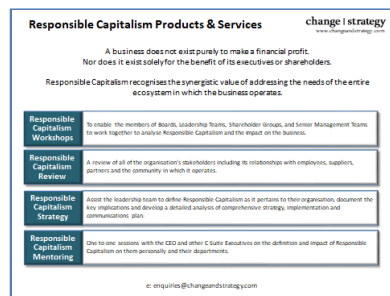 Responsible Capitalism Products & Services
change | strategy
www.changeandstrategy.com
A business does not exist purely to make a financial profit.
Nor does it exist solely for the benefit of its executives or shareholders.
Responsible Capitalism recognises the synergistic value of addressing the needs of the entire
ecosystem in which the business operates.
Responsible
Capitalism
Workshops
To enable the members of Boards, Leadership Teams, Shareholder Groups, and Senior Management Teams
to work together to analyse Responsible Capitalism and the impact on the business.
Responsible
Capitalism
Review
A review of all of the organisation's stakeholders including its relationships with employees, suppliers,
partners and the community in which it operates.
Responsible
Capitalism
Strategy
Assist the leadership team to define Responsible Capitalism as it pertains to their organisation, document the
key implications and develop a detailed analysis of comprehensive strategy, implementation and
communications plan.
Responsible
Capitalism
Mentoring
One to one sessions with the CEO and other C Suite Executives on the definition and impact of Responsible
Capitalism on them personally and their departments.
e: enquiries@changeandstrategy.com